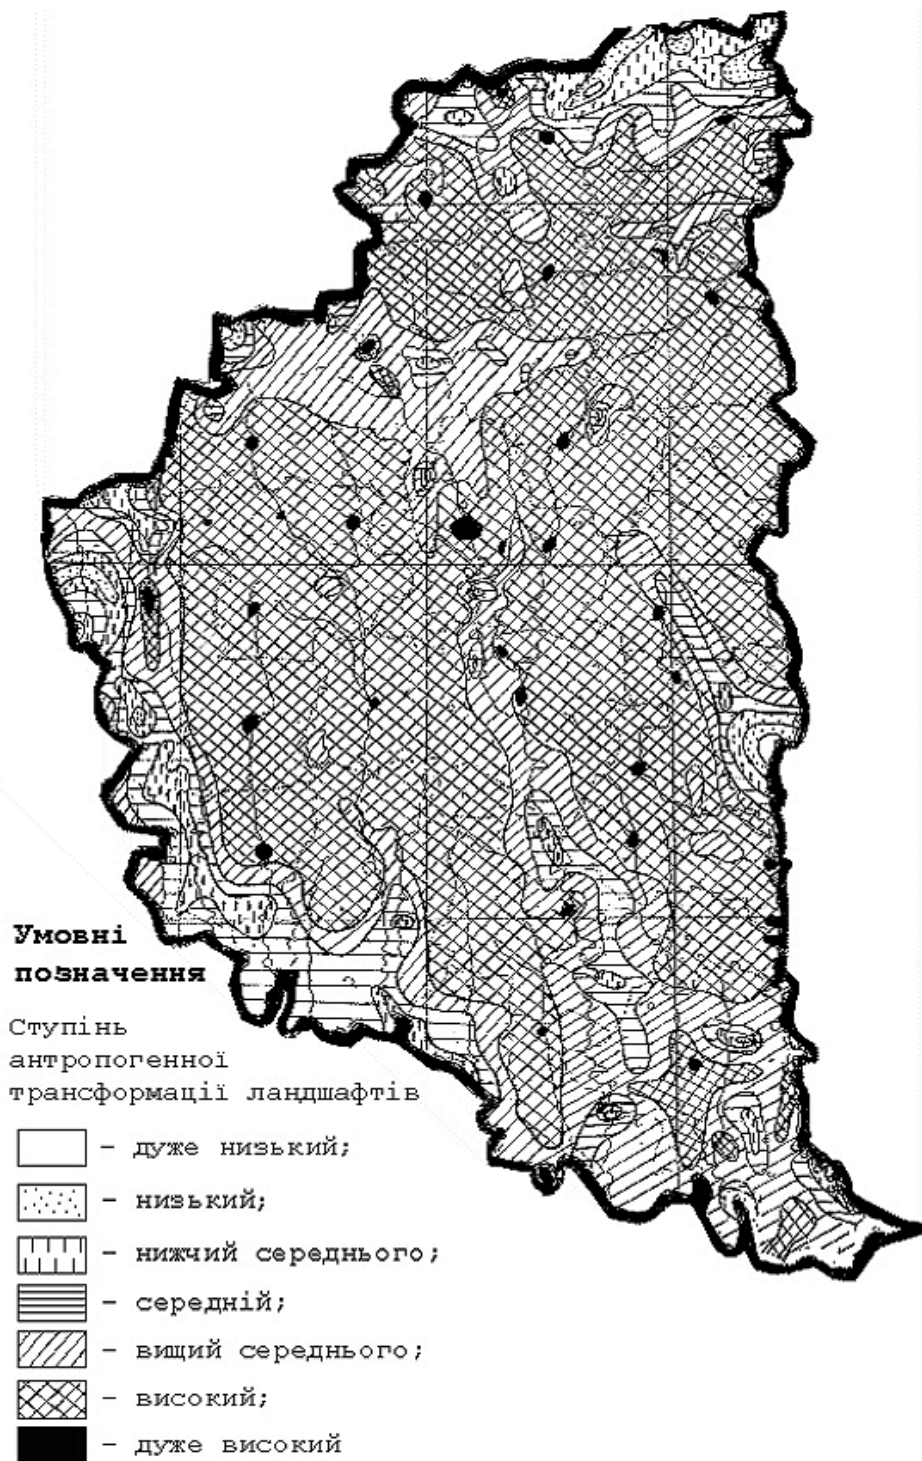 Умовні
позначення
Ступінь
антропогенної
трансформації ландшафтів
– дуже низький;
– низький;
– нижчий середнього;
– середній;
– вищий середнього;
– високий;
– дуже високий